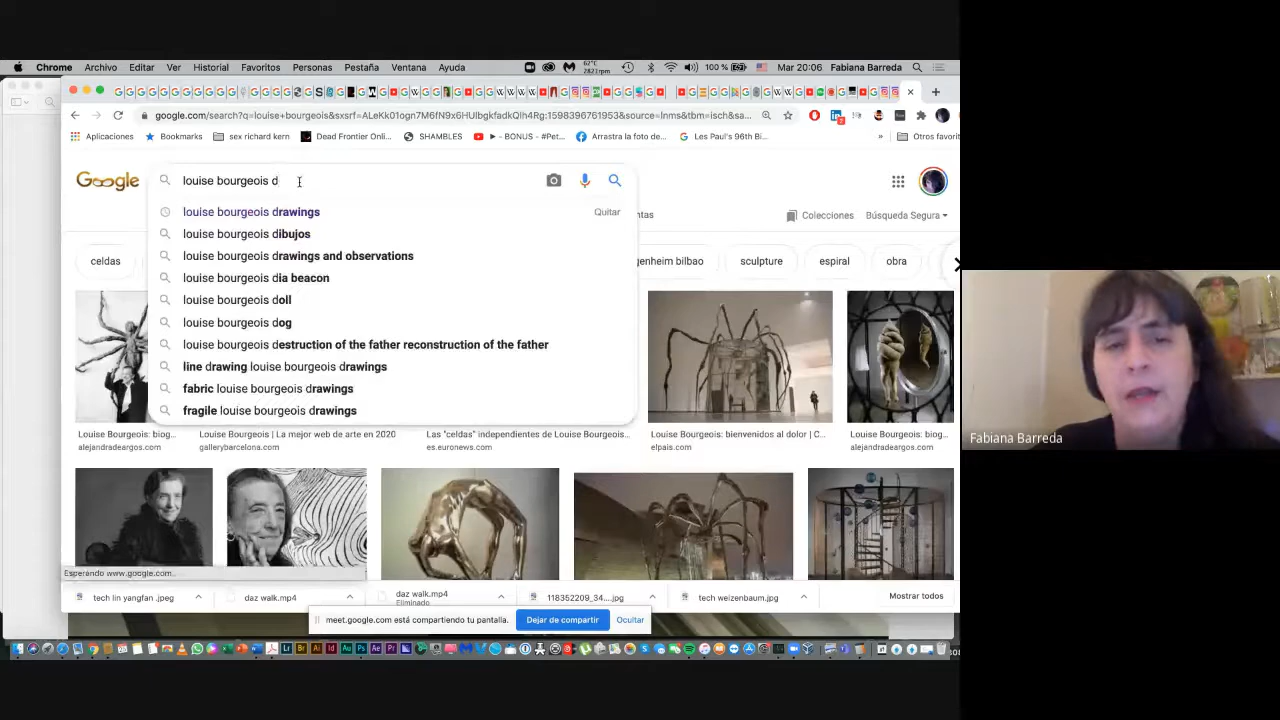 Chrome Archivo Editar Ver Historial Favoritos Personas Pestaña Ventana Ayuda 62°C 2821rpm 100 % Mar 20:06 Fabiana Barreda
google.com/search?q=louise+bourgeois&sxsrf=
Aplicaciones Bookmarks sex richard kern Dead Frontier Onl... SHAMBLES ► - BONUS - #Pet... Arrastra la foto de... Les Paul's 96th Bi... » Otros favorit
Google louise bourgeois d
louise bourgeois drawings Quitar
ntas Colecciones Búsqueda Segura
louise bourgeois dibujos
louise bourgeois drawings and observations
celdas genheim bilbao sculpture espiral obra
louise bourgeois dia beacon
louise bourgeois doll
louise bourgeois dog
louise bourgeois destruction of the father reconstruction of the father
line drawing louise bourgeois drawings
fabric louise bourgeois drawings
fragile louise bourgeois drawings
Louise Bourgeois: biog... Louise Bourgeois | La mejor web de arte en 2020 Las "celdas" independientes de Louise Bourgeois... Louise Bourgeois: bienvenidos al dolor | C... Louise Bourgeois: biog...
alejandradeargos.com gallerybarcelona.com es.euronews.com elpais.com alejandradeargos.com
Fabiana Barreda
Esperando www.google.com...
tech lin yangfan .jpeg daz walk.mp4 daz walk.mp4 118352209_34....jpg tech weizenbaum.jpg Mostrar todos
Eliminado
meet.google.com está compartiendo tu pantalla. Dejar de compartir Ocultar